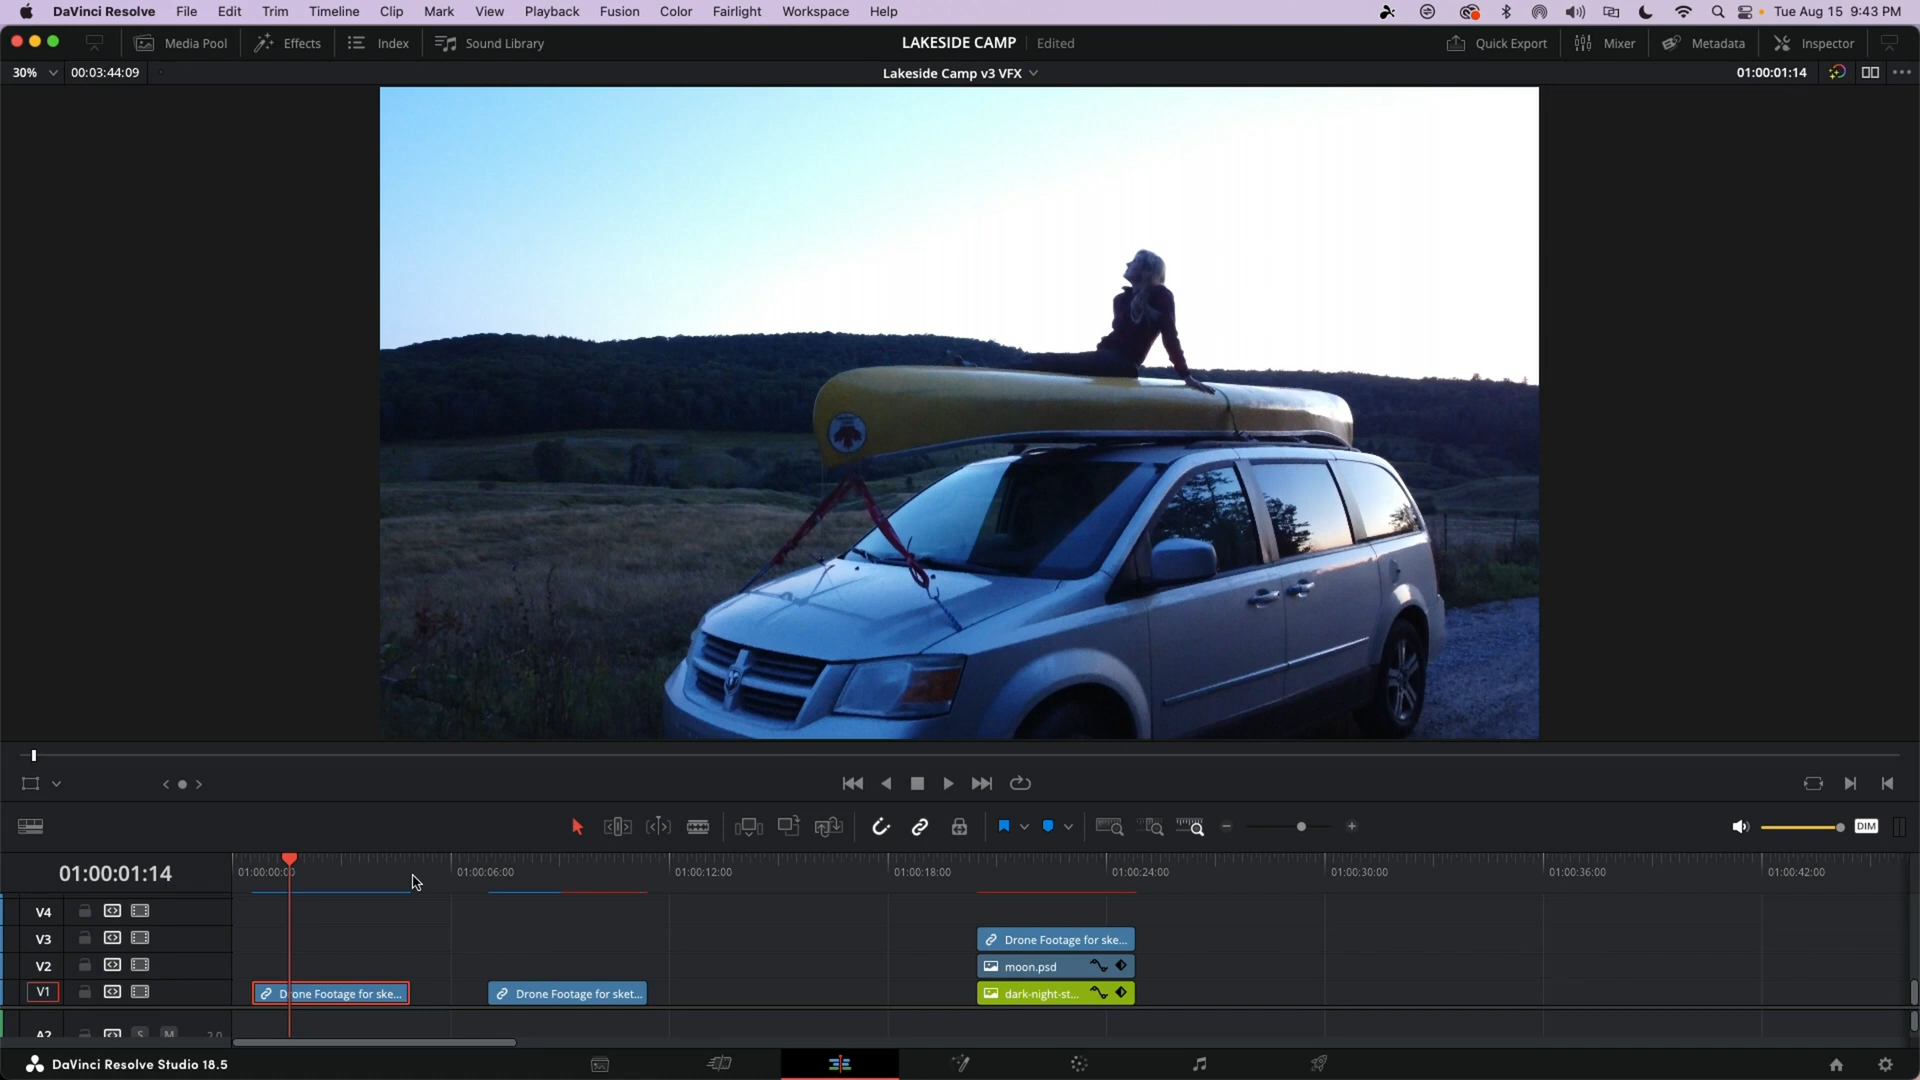 DaVinci Resolve File Edit Trim Timeline Clip Mark View Playback Fusion Color Fairlight Workspace Help Tue Aug 15 9:43 PM
Media Pool Effects Index Sound Library LAKESIDE CAMP Edited Quick Export Mixer Metadata Inspector
30% 00:03:44:09 Lakeside Camp v3 VFX 01:00:01:14
DIM
01:00:01:14 01:00:00:00 01:00:06:00 01:00:12:00 01:00:18:00 01:00:24:00 01:00:30:00 01:00:36:00 01:00:42:00
V4
V3 Drone Footage for ske...
V2 moon.psd
V1 Drone Footage for ske... Drone Footage for sket... dark-night-st...
A2 S M 2.0
DaVinci Resolve Studio 18.5